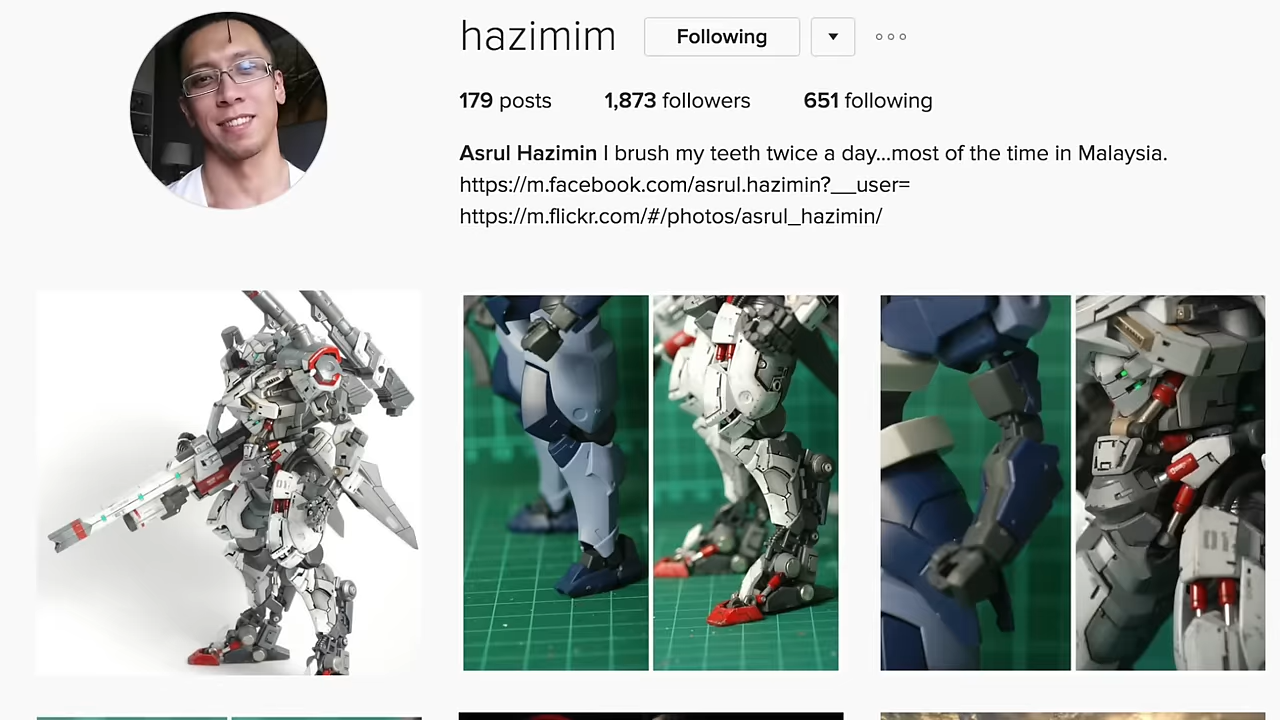 hazimim Following
179 posts 1,873 followers 651 following
Asrul Hazimin I brush my teeth twice a day...most of the time in Malaysia.
https://m.facebook.com/asrul.hazimin?__user=
https://m.flickr.com/#/photos/asrul_hazimin/
01